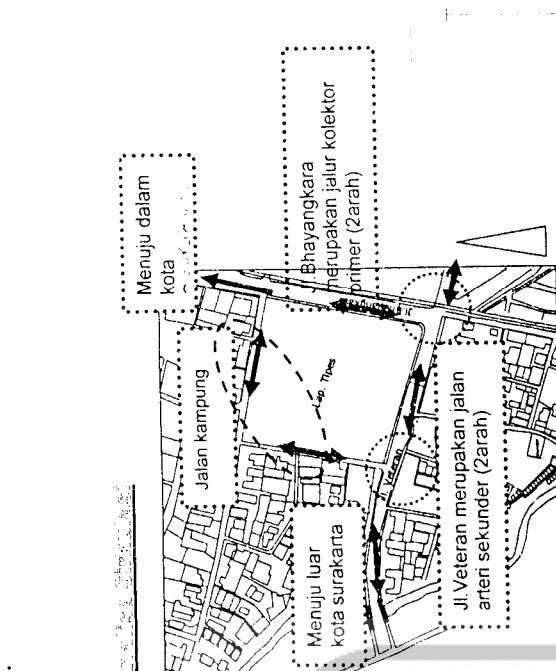 Menuju dalam
kota
Jalan kampung
Jl.Bhayangkara
merupakan jalur kolektor
primer (2arah)
Lap. Tipes
Jl. Veteran
Menuju luar
kota surakarta
Jl.Veteran merupakan jalan
arteri sekunder (2arah)